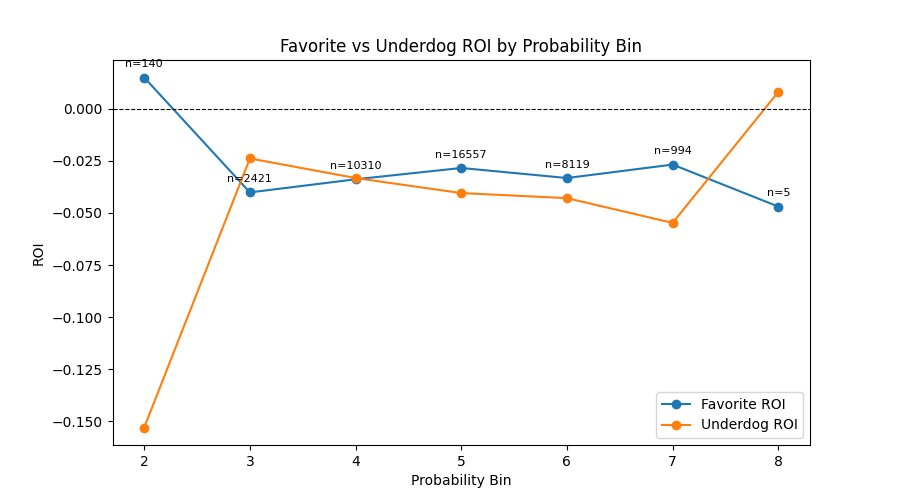 Favorite vs Underdog ROI by Probability Bin
n=140
n=2421
n=10310
n=16557
n=8119
n=994
n=5
0.000
−0.025
−0.050
−0.075
−0.100
−0.125
−0.150
ROI
2 3 4 5 6 7 8
Probability Bin
Favorite ROI
Underdog ROI